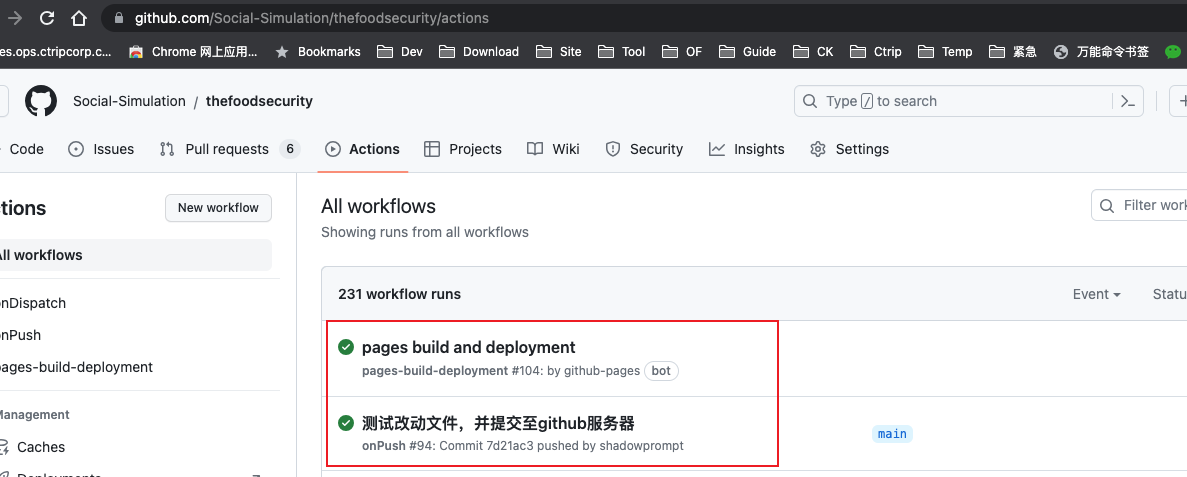 github.com/Social-Simulation/thefoodsecurity/actions
es.ops.ctripcorp.c... Chrome 网上应用... Bookmarks Dev Download Site Tool OF Guide CK Ctrip Temp 紧急 万能命令书签
Social-Simulation / thefoodsecurity Type / to search
Code Issues Pull requests 6 Actions Projects Wiki Security Insights Settings
tions New workflow
All workflows
Showing runs from all workflows
Filter work
All workflows
231 workflow runs Event Statu
onDispatch
onPush
pages-build-deployment
pages build and deployment
pages-build-deployment #104: by github-pages bot
Management
Caches
Deployments
测试改动文件，并提交至github服务器
onPush #94: Commit 7d21ac3 pushed by shadowprompt
main